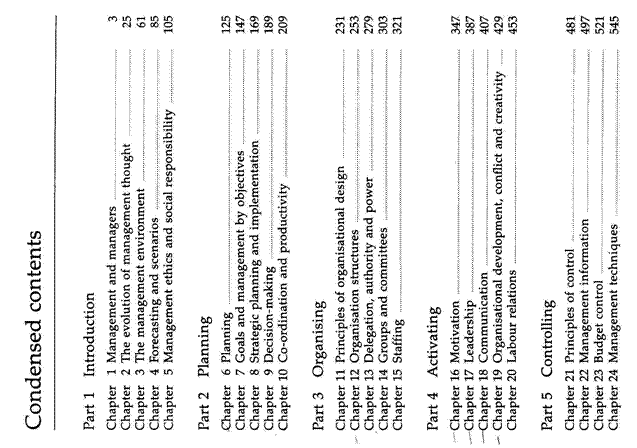 Condensed contents
Part 1 Introduction
Chapter 1 Management and managers 3
Chapter 2 The evolution of management thought 25
Chapter 3 The management environment 61
Chapter 4 Forecasting and scenarios 85
Chapter 5 Management ethics and social responsibility 105
Part 2 Planning
Chapter 6 Planning 125
Chapter 7 Goals and management by objectives 147
Chapter 8 Strategic planning and implementation 169
Chapter 9 Decision-making 189
Chapter 10 Co-ordination and productivity 209
Part 3 Organising
Chapter 11 Principles of organisational design 231
Chapter 12 Organisation structures 253
Chapter 13 Delegation, authority and power 279
Chapter 14 Groups and committees 303
Chapter 15 Staffing 321
Part 4 Activating
Chapter 16 Motivation 347
Chapter 17 Leadership 387
Chapter 18 Communication 407
Chapter 19 Organisational development, conflict and creativity 429
Chapter 20 Labour relations 453
Part 5 Controlling
Chapter 21 Principles of control 481
Chapter 22 Management information 497
Chapter 23 Budget control 521
Chapter 24 Management techniques 545